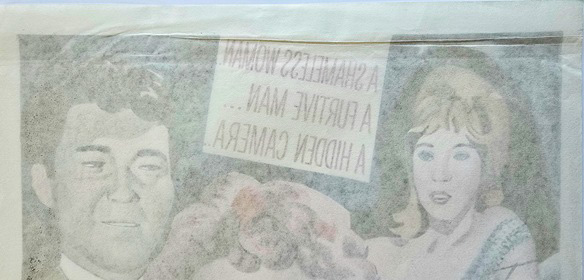 A SHAMELESS WOMAN
A FURTIVE MAN...
A HIDDEN CAMERA..